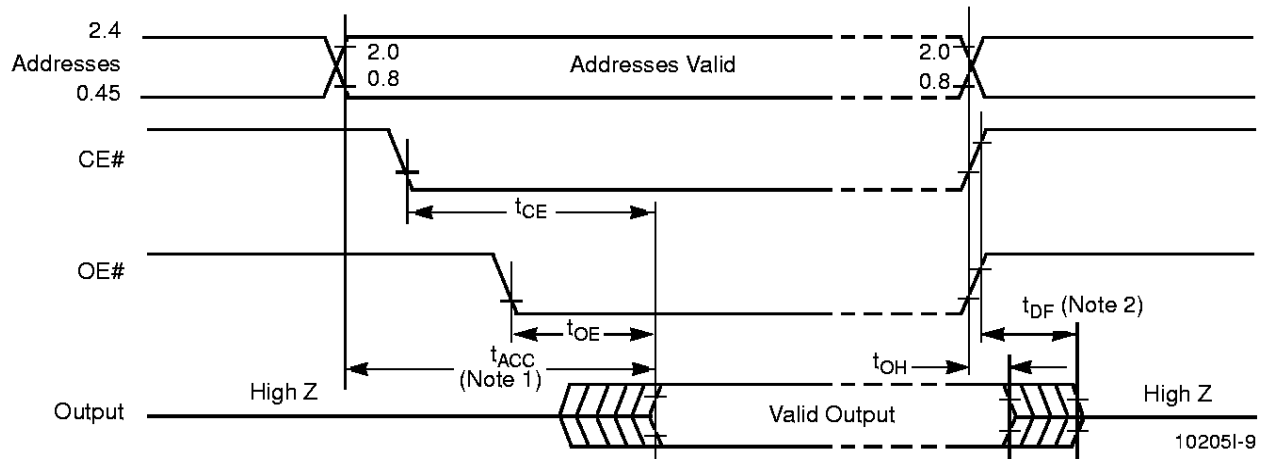 2.4
Addresses
0.45
2.0
0.8
Addresses Valid
2.0
0.8
CE#
tCE
OE#
tOE
tDF (Note 2)
tACC
(Note 1)
tOH
Output
High Z
Valid Output
High Z
10205I-9